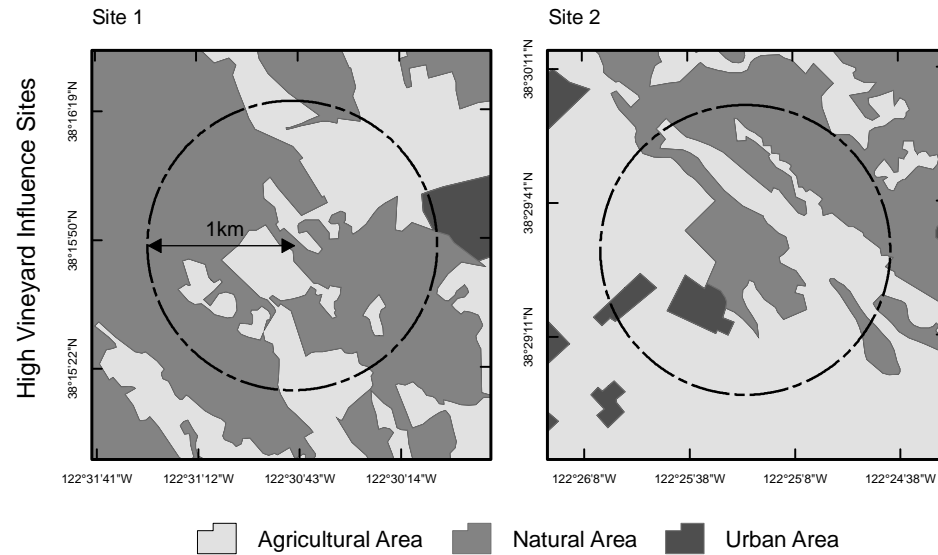 Site 1
Site 2
High Vineyard Influence Sites
38°16'19"N
38°15'50"N
38°15'22"N
1km
122°31'41"W
122°31'12"W
122°30'43"W
122°30'14"W
38°30'11"N
38°29'41"N
38°29'11"N
122°26'8"W
122°25'38"W
122°25'8"W
122°24'38"W
Agricultural Area
Natural Area
Urban Area